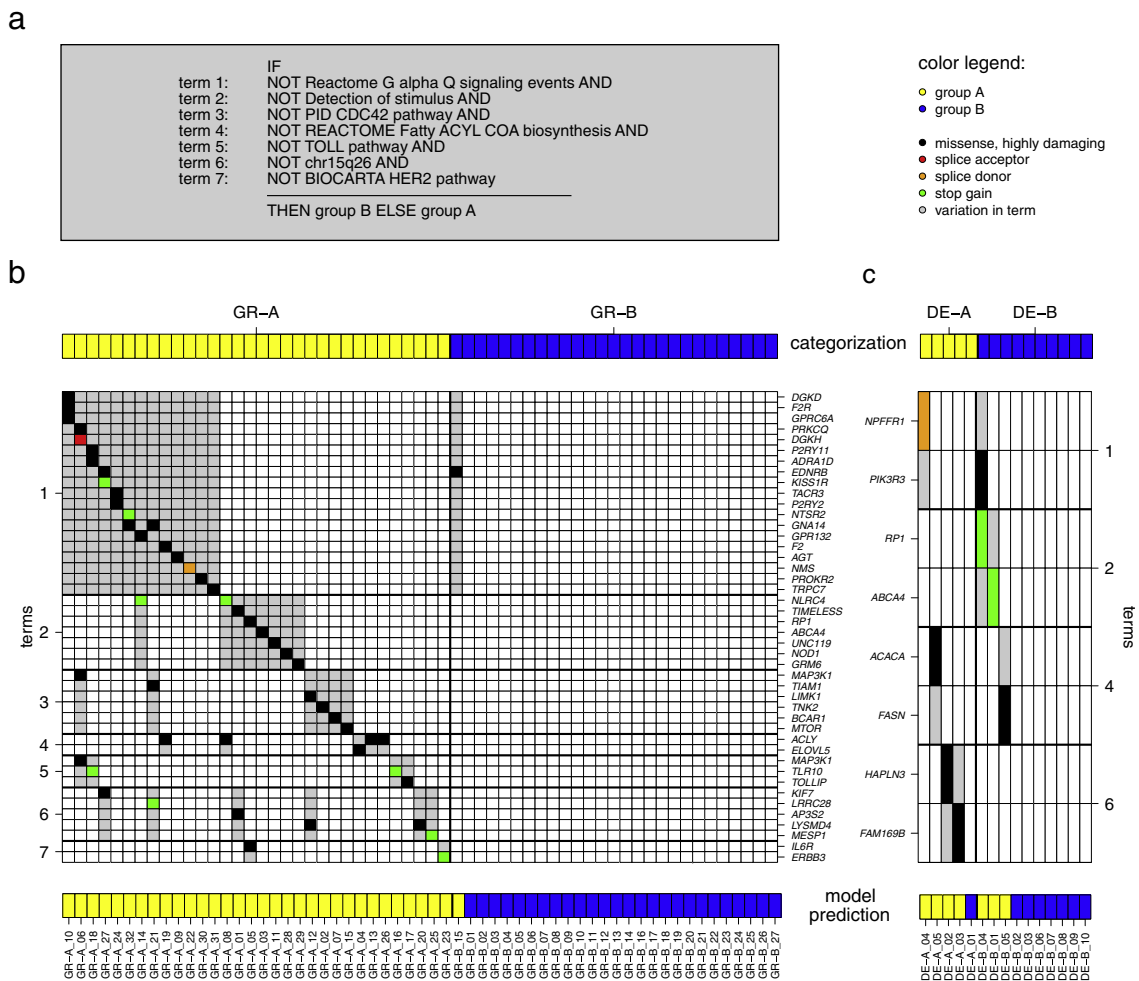 a
IF
term 1: NOT Reactome G alpha Q signaling events AND
term 2: NOT Detection of stimulus AND
term 3: NOT PID CDC42 pathway AND
term 4: NOT REACTOME Fatty ACYL COA biosynthesis AND
term 5: NOT TOLL pathway AND
term 6: NOT chr15q26 AND
term 7: NOT BIOCARTA HER2 pathway
THEN group B ELSE group A
color legend:
group A
group B
missense, highly damaging
splice acceptor
splice donor
stop gain
variation in term
b
GR–A
GR–B
categorization
terms
1
2
3
4
5
6
7
DGKD
F2R
GPRC6A
PRKCQ
DGKH
P2RY11
ADRA1D
EDNRB
KISS1R
TACR3
P2RY2
NTSR2
GNA14
GPR132
F2
AGT
NMS
PROKR2
TRPC7
NLRC4
TIMELESS
RP1
ABCA4
UNC119
NOD1
GRM6
MAP3K1
TIAM1
LIMK1
TNK2
BCAR1
MTOR
ACLY
ELOVL5
MAP3K1
TLR10
TOLLIP
KIF7
LRRC28
AP3S2
LYSMD4
MESP1
IL6R
ERBB3
model
prediction
GR-A_10
GR-A_06
GR-A_18
GR-A_27
GR-A_24
GR-A_32
GR-A_14
GR-A_21
GR-A_19
GR-A_09
GR-A_22
GR-A_30
GR-A_31
GR-A_08
GR-A_01
GR-A_05
GR-A_03
GR-A_11
GR-A_28
GR-A_29
GR-A_12
GR-A_02
GR-A_07
GR-A_15
GR-A_04
GR-A_13
GR-A_26
GR-A_16
GR-A_17
GR-A_20
GR-A_25
GR-A_23
GR-B_15
GR-B_01
GR-B_02
GR-B_03
GR-B_04
GR-B_05
GR-B_06
GR-B_07
GR-B_08
GR-B_09
GR-B_10
GR-B_11
GR-B_12
GR-B_13
GR-B_14
GR-B_16
GR-B_17
GR-B_18
GR-B_19
GR-B_20
GR-B_21
GR-B_22
GR-B_23
GR-B_24
GR-B_25
GR-B_26
GR-B_27
c
DE–A
DE–B
NPFFR1
PIK3R3
RP1
ABCA4
ACACA
FASN
HAPLN3
FAM169B
1
2
4
6
terms
DE-A_04
DE-A_05
DE-A_02
DE-A_03
DE-A_01
DE-B_04
DE-B_01
DE-B_05
DE-B_02
DE-B_03
DE-B_06
DE-B_07
DE-B_08
DE-B_09
DE-B_10